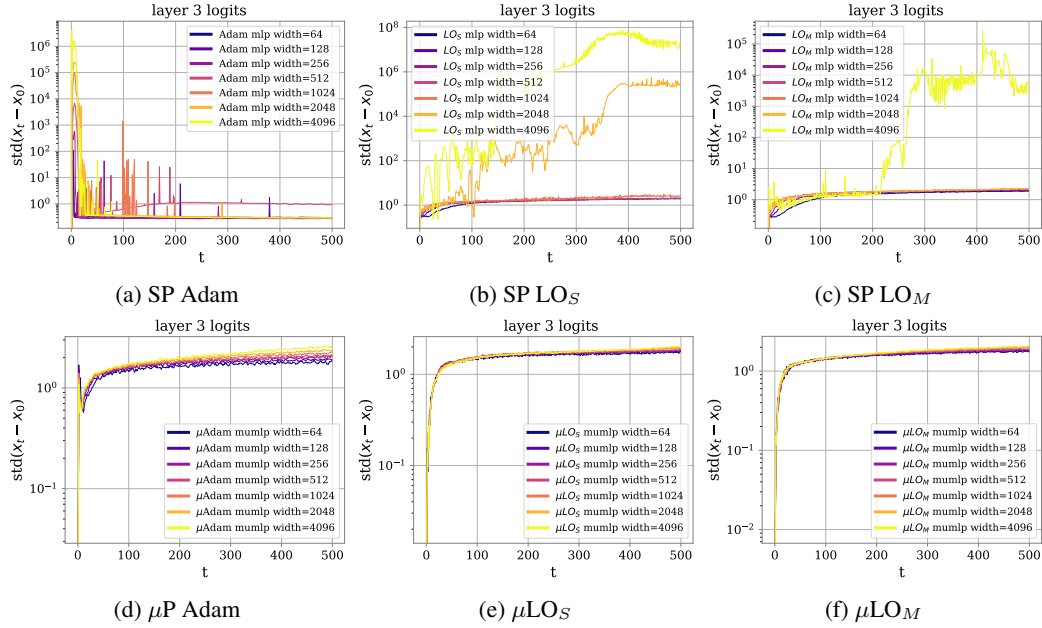 layer 3 logits
std(x_t − x_0)
10^6
10^5
10^4
10^3
10^2
10^1
10^0
Adam mlp width=64
Adam mlp width=128
Adam mlp width=256
Adam mlp width=512
Adam mlp width=1024
Adam mlp width=2048
Adam mlp width=4096
0 100 200 300 400 500
t
(a) SP Adam
layer 3 logits
std(x_t − x_0)
10^8
10^6
10^4
10^2
10^0
LO_S mlp width=64
LO_S mlp width=128
LO_S mlp width=256
LO_S mlp width=512
LO_S mlp width=1024
LO_S mlp width=2048
LO_S mlp width=4096
0 100 200 300 400 500
t
(b) SP LO_S
layer 3 logits
std(x_t − x_0)
10^5
10^4
10^3
10^2
10^1
10^0
LO_M mlp width=64
LO_M mlp width=128
LO_M mlp width=256
LO_M mlp width=512
LO_M mlp width=1024
LO_M mlp width=2048
LO_M mlp width=4096
0 100 200 300 400 500
t
(c) SP LO_M
layer 3 logits
std(x_t − x_0)
10^0
10^−1
μAdam mumlp width=64
μAdam mumlp width=128
μAdam mumlp width=256
μAdam mumlp width=512
μAdam mumlp width=1024
μAdam mumlp width=2048
μAdam mumlp width=4096
0 100 200 300 400 500
t
(d) μP Adam
layer 3 logits
std(x_t − x_0)
10^0
10^−1
μLO_S mumlp width=64
μLO_S mumlp width=128
μLO_S mumlp width=256
μLO_S mumlp width=512
μLO_S mumlp width=1024
μLO_S mumlp width=2048
μLO_S mumlp width=4096
0 100 200 300 400 500
t
(e) μLO_S
layer 3 logits
std(x_t − x_0)
10^0
10^−1
10^−2
μLO_M mumlp width=64
μLO_M mumlp width=128
μLO_M mumlp width=256
μLO_M mumlp width=512
μLO_M mumlp width=1024
μLO_M mumlp width=2048
μLO_M mumlp width=4096
0 100 200 300 400 500
t
(f) μLO_M